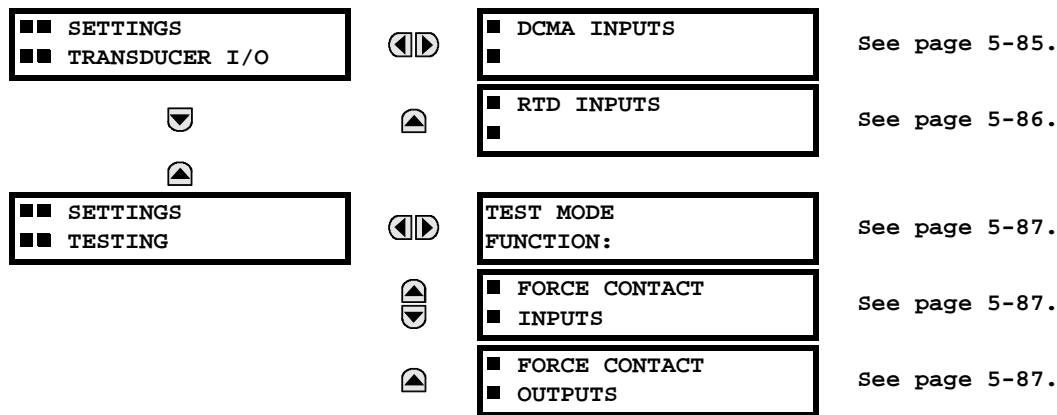 SETTINGS
TRANSDUCER I/O
DCMA INPUTS
See page 5-85.
RTD INPUTS
See page 5-86.
SETTINGS
TESTING
TEST MODE
FUNCTION:
See page 5-87.
FORCE CONTACT
INPUTS
See page 5-87.
FORCE CONTACT
OUTPUTS
See page 5-87.